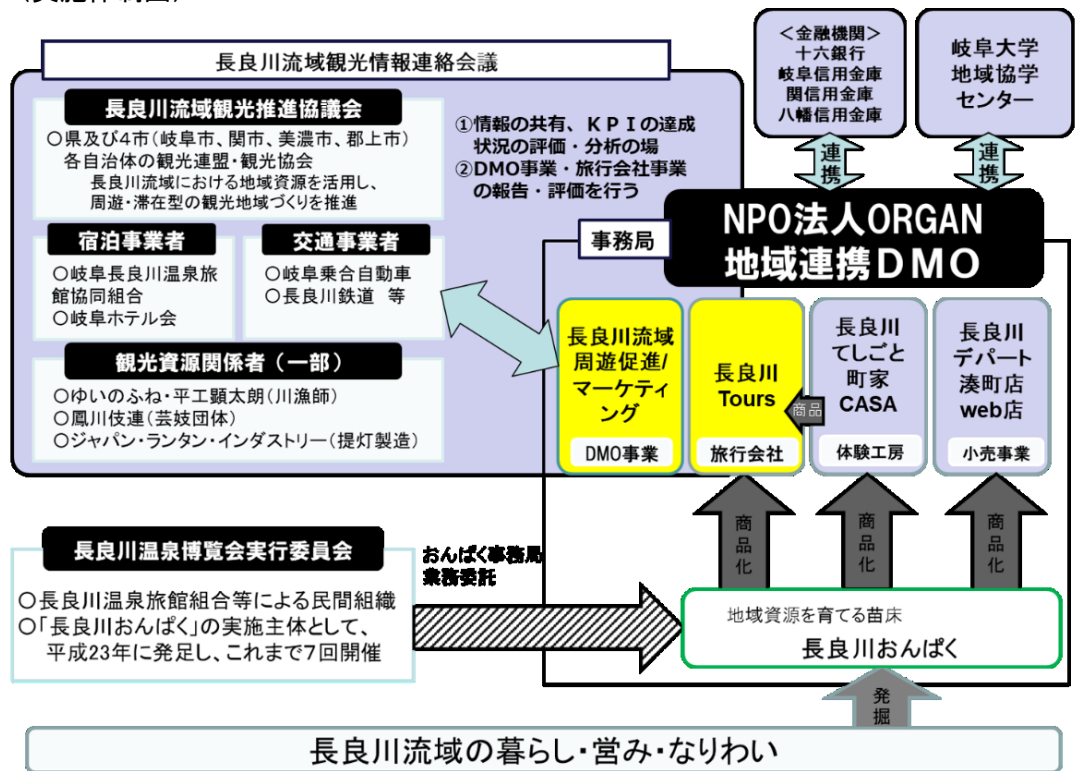 長良川流域観光情報連絡会議
長良川流域観光推進協議会
○県及び4市(岐阜市、関市、美濃市、郡上市)
各自治体の観光連盟・観光協会
長良川流域における地域資源を活用し、
周遊・滞在型の観光地域づくりを推進
①情報の共有、KPIの達成
状況の評価・分析の場
②DMO事業・旅行会社事業
の報告・評価を行う
宿泊事業者
○岐阜長良川温泉旅
館協同組合
○岐阜ホテル会
交通事業者
○岐阜乗合自動車
○長良川鉄道 等
観光資源関係者(一部)
○ゆいのふね・平工顕太朗(川漁師)
○鳳川伎連(芸妓団体)
○ジャパン・ランタン・インダストリー(提灯製造)
<金融機関>
十六銀行
岐阜信用金庫
関信用金庫
八幡信用金庫
岐阜大学
地域協学
センター
連携
連携
事務局
NPO法人ORGAN
地域連携DMO
長良川流域
周遊促進/
マーケティ
ング
DMO事業
長良川
Tours
旅行会社
商品
長良川
てしごと
町家
CASA
体験工房
長良川
デパート
湊町店
web店
小売事業
商品化
商品化
商品化
長良川温泉博覧会実行委員会
○長良川温泉旅館組合等による民間組織
○「長良川おんぱく」の実施主体として、
平成23年に発足し、これまで7回開催
おんぱく事務局
業務委託
地域資源を育てる苗床
長良川おんぱく
発掘
長良川流域の暮らし・営み・なりわい